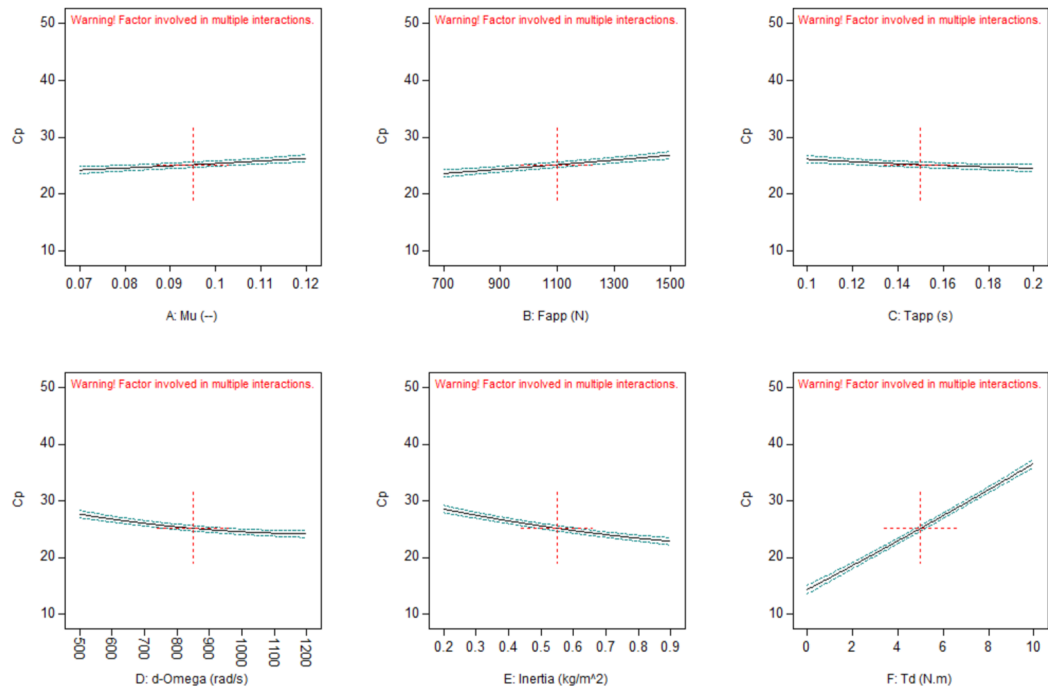 Warning! Factor involved in multiple interactions.
50
40
30
20
10
Cp
0.07 0.08 0.09 0.1 0.11 0.12
A: Mu (--)
Warning! Factor involved in multiple interactions.
50
40
30
20
10
Cp
700 900 1100 1300 1500
B: Fapp (N)
Warning! Factor involved in multiple interactions.
50
40
30
20
10
Cp
0.1 0.12 0.14 0.16 0.18 0.2
C: Tapp (s)
Warning! Factor involved in multiple interactions.
50
40
30
20
10
Cp
500 600 700 800 900 1000 1100 1200
D: d-Omega (rad/s)
Warning! Factor involved in multiple interactions.
50
40
30
20
10
Cp
0.2 0.3 0.4 0.5 0.6 0.7 0.8 0.9
E: Inertia (kg/m^2)
Warning! Factor involved in multiple interactions.
50
40
30
20
10
Cp
0 2 4 6 8 10
F: Td (N.m)